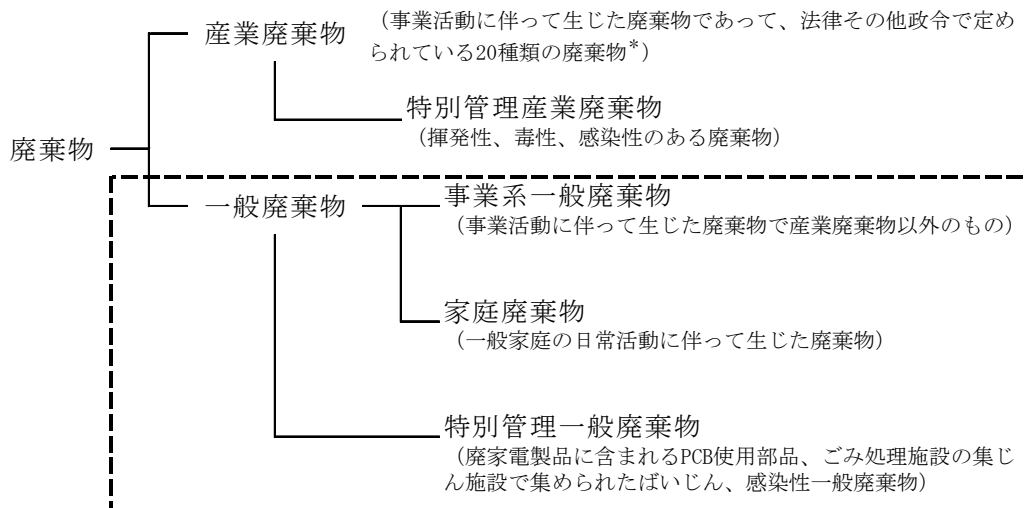 産業廃棄物
（事業活動に伴って生じた廃棄物であって、法律その他政令で定め
られている20種類の廃棄物*）
特別管理産業廃棄物
（揮発性、毒性、感染性のある廃棄物）
廃棄物
一般廃棄物
事業系一般廃棄物
（事業活動に伴って生じた廃棄物で産業廃棄物以外のもの）
家庭廃棄物
（一般家庭の日常活動に伴って生じた廃棄物）
特別管理一般廃棄物
（廃家電製品に含まれるPCB使用部品、ごみ処理施設の集じ
ん施設で集められたばいじん、感染性一般廃棄物）